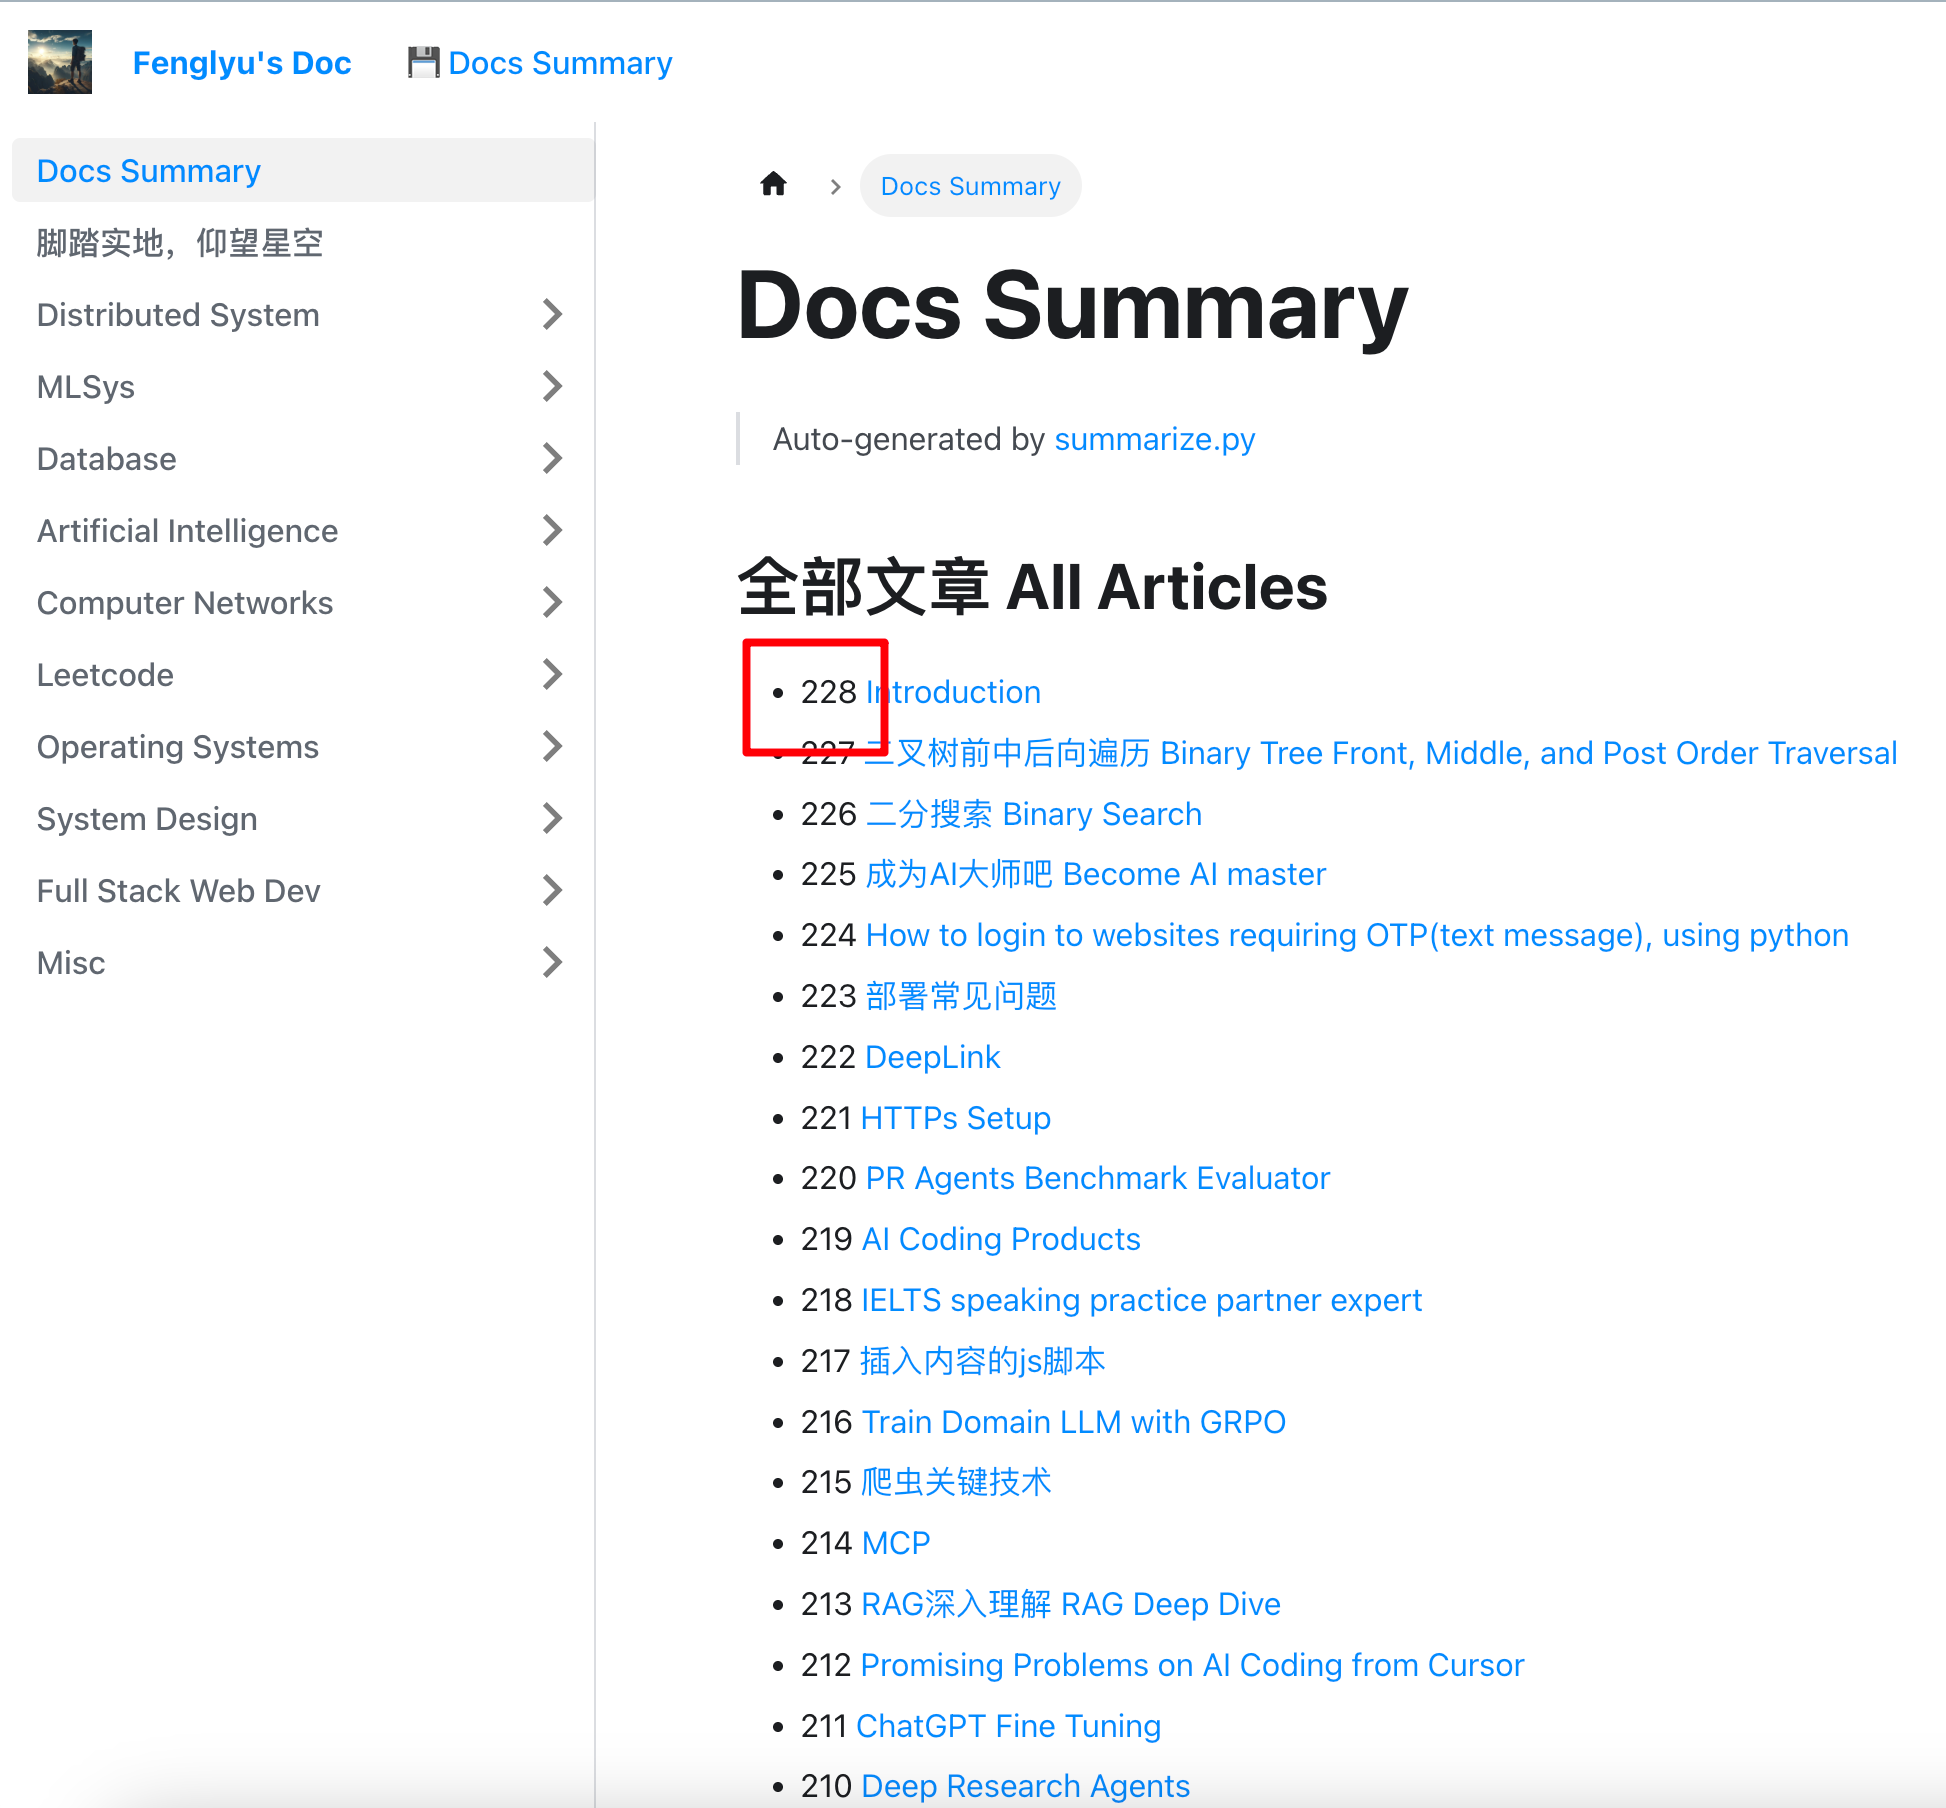 Fenglyu's Doc 💾 Docs Summary
Docs Summary
脚踏实地，仰望星空
Distributed System
MLSys
Database
Artificial Intelligence
Computer Networks
Leetcode
Operating Systems
System Design
Full Stack Web Dev
Misc
Docs Summary
Docs Summary
Auto-generated by summarize.py
全部文章 All Articles
• 228 Introduction
• 227 二叉树前中后向遍历 Binary Tree Front, Middle, and Post Order Traversal
• 226 二分搜索 Binary Search
• 225 成为AI大师吧 Become AI master
• 224 How to login to websites requiring OTP(text message), using python
• 223 部署常见问题
• 222 DeepLink
• 221 HTTPs Setup
• 220 PR Agents Benchmark Evaluator
• 219 AI Coding Products
• 218 IELTS speaking practice partner expert
• 217 插入内容的js脚本
• 216 Train Domain LLM with GRPO
• 215 爬虫关键技术
• 214 MCP
• 213 RAG深入理解 RAG Deep Dive
• 212 Promising Problems on AI Coding from Cursor
• 211 ChatGPT Fine Tuning
• 210 Deep Research Agents